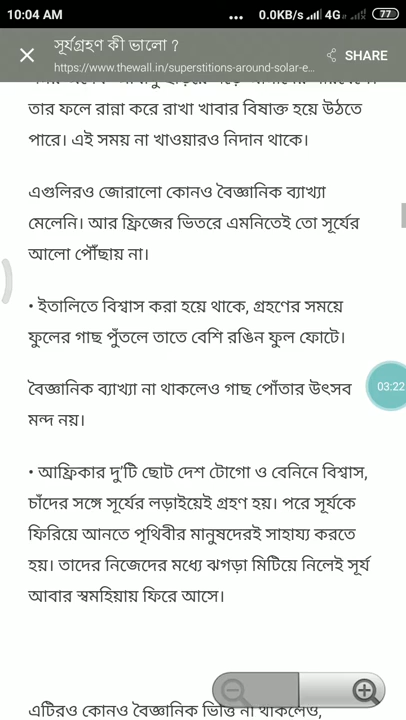 10:04 AM ... 0.0KB/s 4G 77
সূর্যগ্রহণ কী ভালো ?
https://www.thewall.in/superstitions-around-solar-e...
SHARE
তার ফলে রান্না করে রাখা খাবার বিষাক্ত হয়ে উঠতে
পারে। এই সময় না খাওয়ারও নিদান থাকে।
এগুলিরও জোরালো কোনও বৈজ্ঞানিক ব্যাখ্যা
মেলেনি। আর ফ্রিজের ভিতরে এমনিতেই তো সূর্যের
আলো পৌঁছায় না।
• ইতালিতে বিশ্বাস করা হয়ে থাকে, গ্রহণের সময়ে
ফুলের গাছ পুঁতলে তাতে বেশি রঙিন ফুল ফোটে।
03:22
বৈজ্ঞানিক ব্যাখ্যা না থাকলেও গাছ পোঁতার উৎসব
মন্দ নয়।
• আফ্রিকার দু’টি ছোট দেশ টোগো ও বেনিনে বিশ্বাস,
চাঁদের সঙ্গে সূর্যের লড়াইয়েই গ্রহণ হয়। পরে সূর্যকে
ফিরিয়ে আনতে পৃথিবীর মানুষদেরই সাহায্য করতে
হয়। তাদের নিজেদের মধ্যে ঝগড়া মিটিয়ে নিলেই সূর্য
আবার স্বমহিমায় ফিরে আসে।
এটিরও কোনও বৈজ্ঞানিক ভিত্তি না থাকলেও,